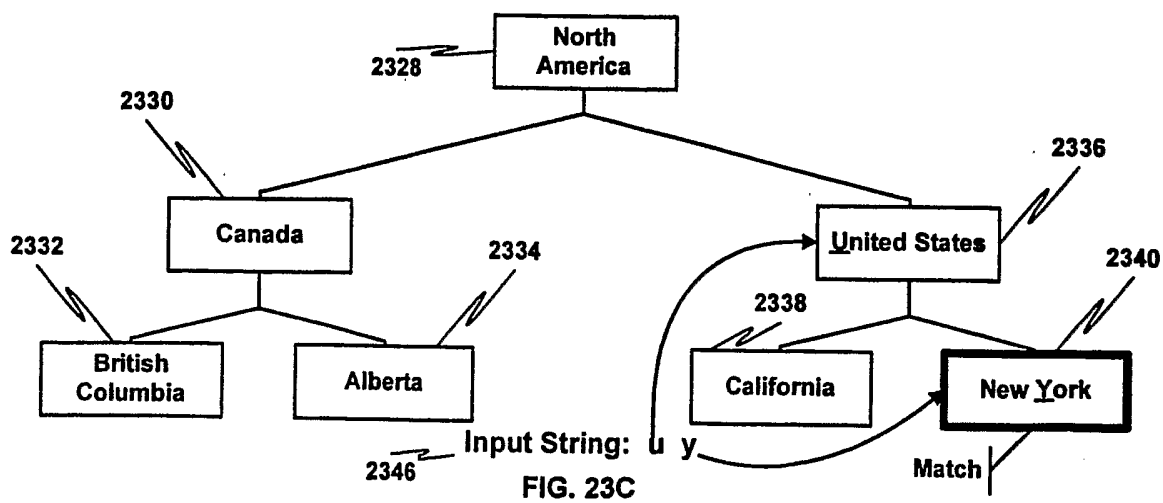 North
America
2328
2330
2336
Canada
United States
2332
2334
2338
2340
British
Columbia
Alberta
California
New York
Input String: u y
2346
Match
FIG. 23C